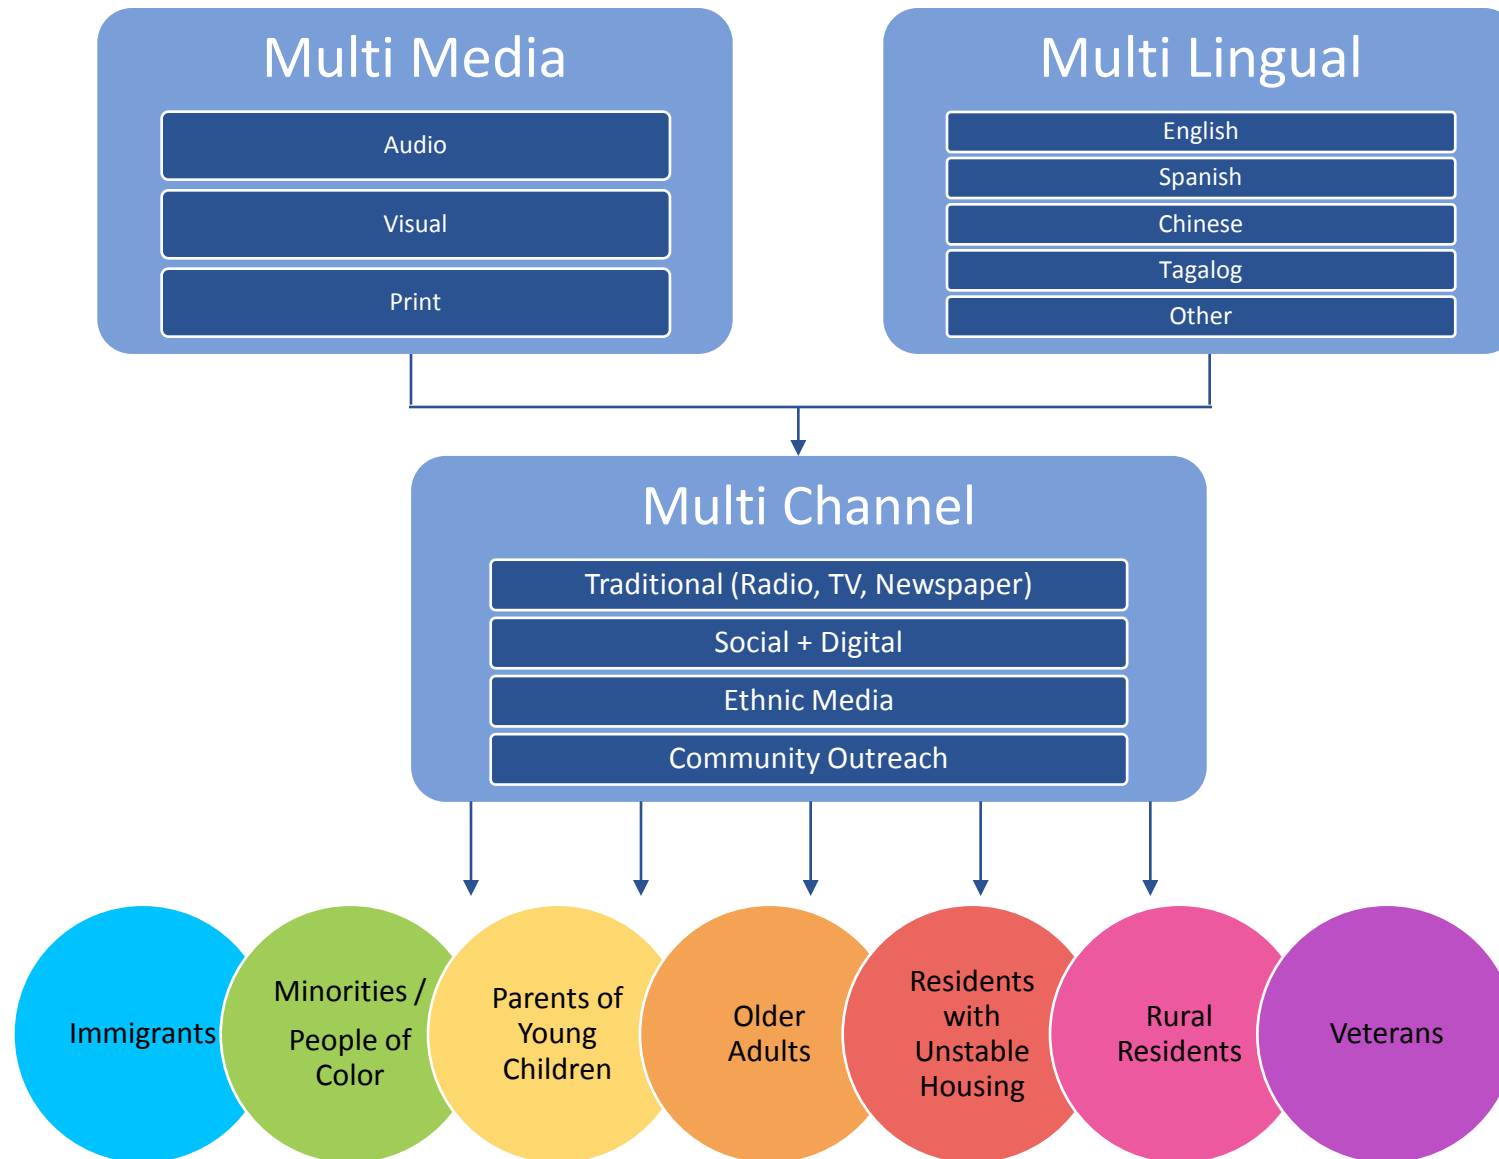 Multi Media
Audio
Visual
Print
Multi Lingual
English
Spanish
Chinese
Tagalog
Other
Multi Channel
Traditional (Radio, TV, Newspaper)
Social + Digital
Ethnic Media
Community Outreach
Immigrants
Minorities /
People of
Color
Parents of
Young
Children
Older
Adults
Residents
with
Unstable
Housing
Rural
Residents
Veterans